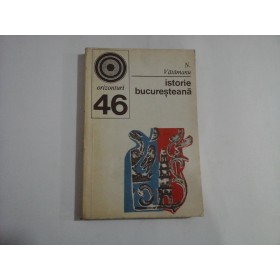 orizonturi
46
N.
Vătămanu
istorie
bucureșteană